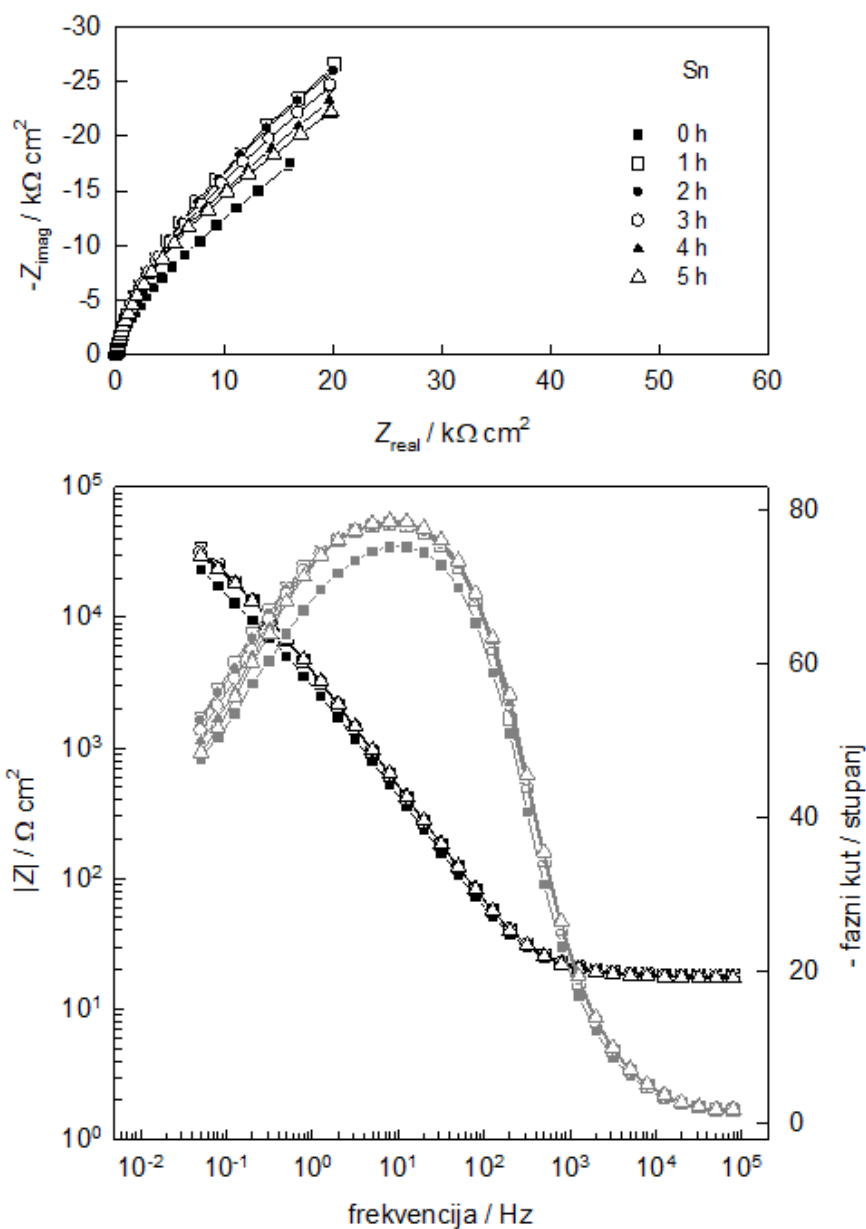 -30
-25
-20
-15
-10
-5
0
-Z_imag / kΩ cm²
Sn
0 h
1 h
2 h
3 h
4 h
5 h
0 10 20 30 40 50 60
Z_real / kΩ cm²
10⁵
10⁴
10³
10²
10¹
10⁰
|Z| / Ω cm²
80
60
40
20
0
- fazni kut / stupanj
10⁻² 10⁻¹ 10⁰ 10¹ 10² 10³ 10⁴ 10⁵
frekvencija / Hz